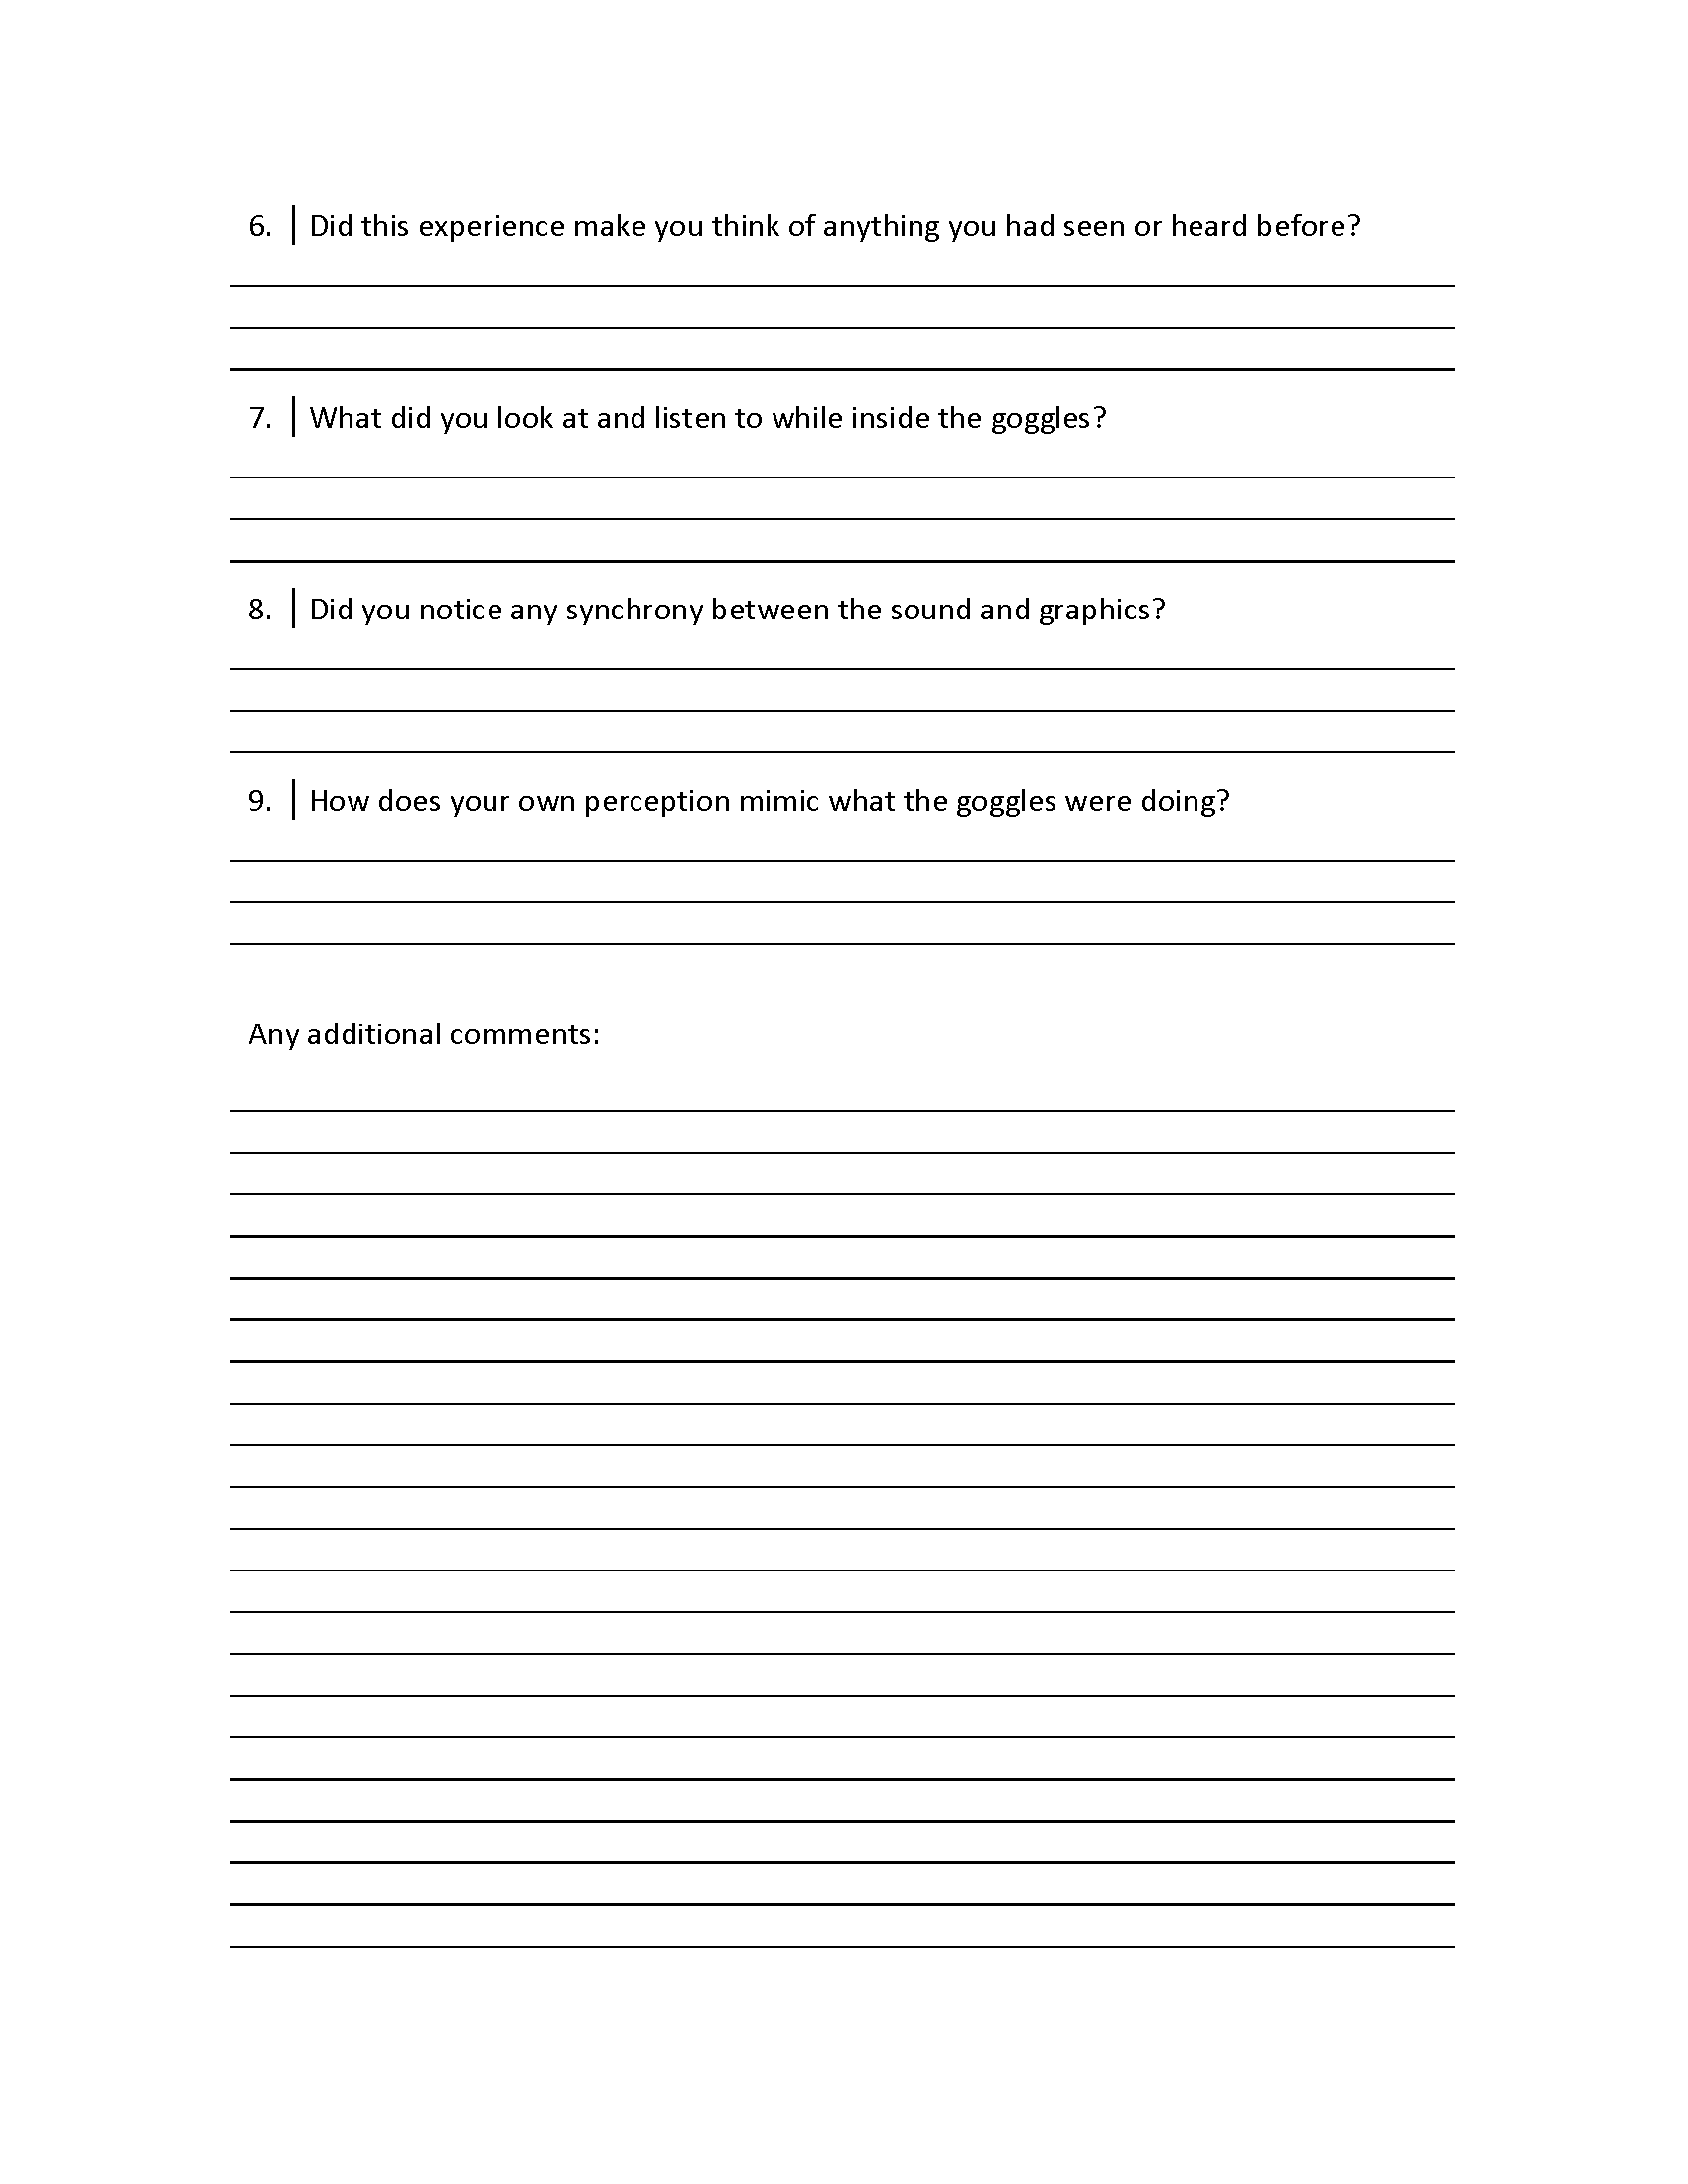 6. Did this experience make you think of anything you had seen or heard before?
7. What did you look at and listen to while inside the goggles?
8. Did you notice any synchrony between the sound and graphics?
9. How does your own perception mimic what the goggles were doing?
Any additional comments: